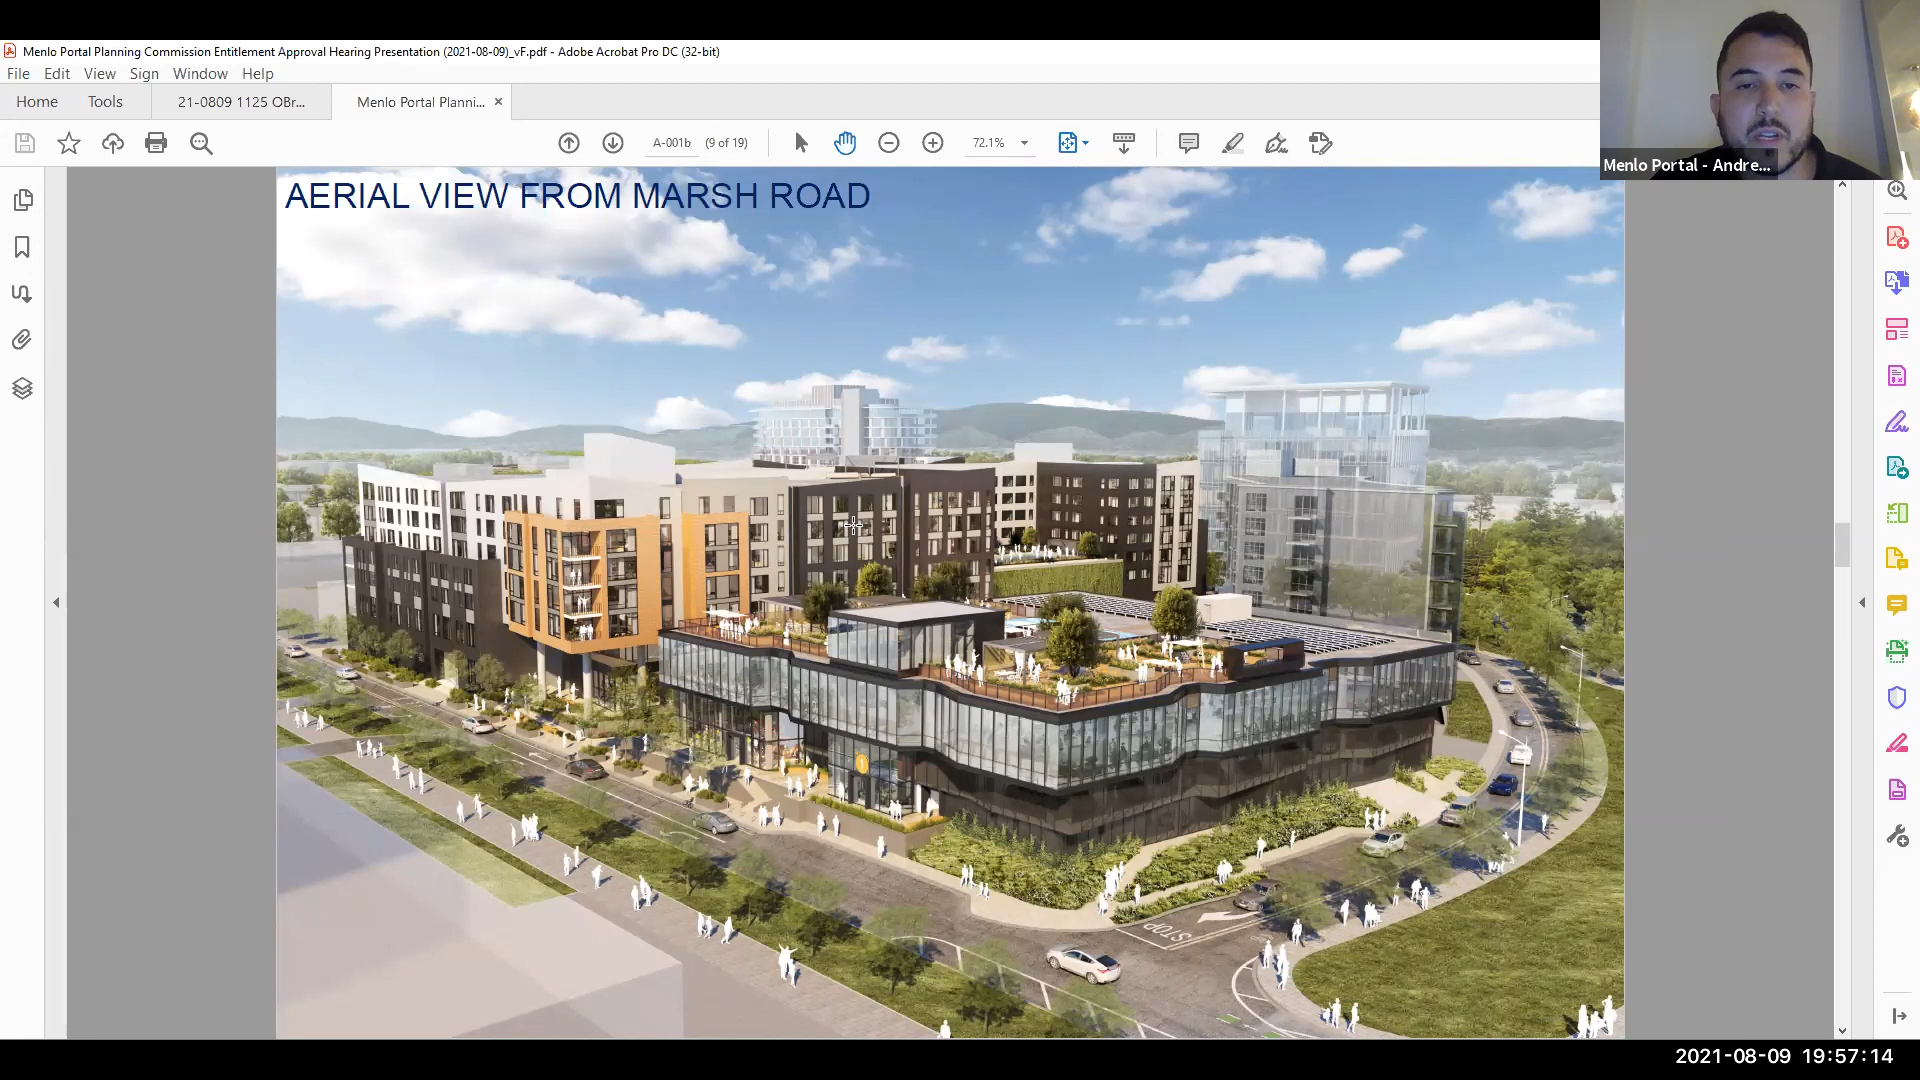 Menlo Portal Planning Commission Entitlement Approval Hearing Presentation (2021-08-09)_vF.pdf - Adobe Acrobat Pro DC (32-bit)
File Edit View Sign Window Help
Home Tools 21-0809 1125 OBr... Menlo Portal Planni... ×
A-001b (9 of 19) 72.1%
Menlo Portal - Andre...
AERIAL VIEW FROM MARSH ROAD
1
STOP
2021-08-09 19:57:14